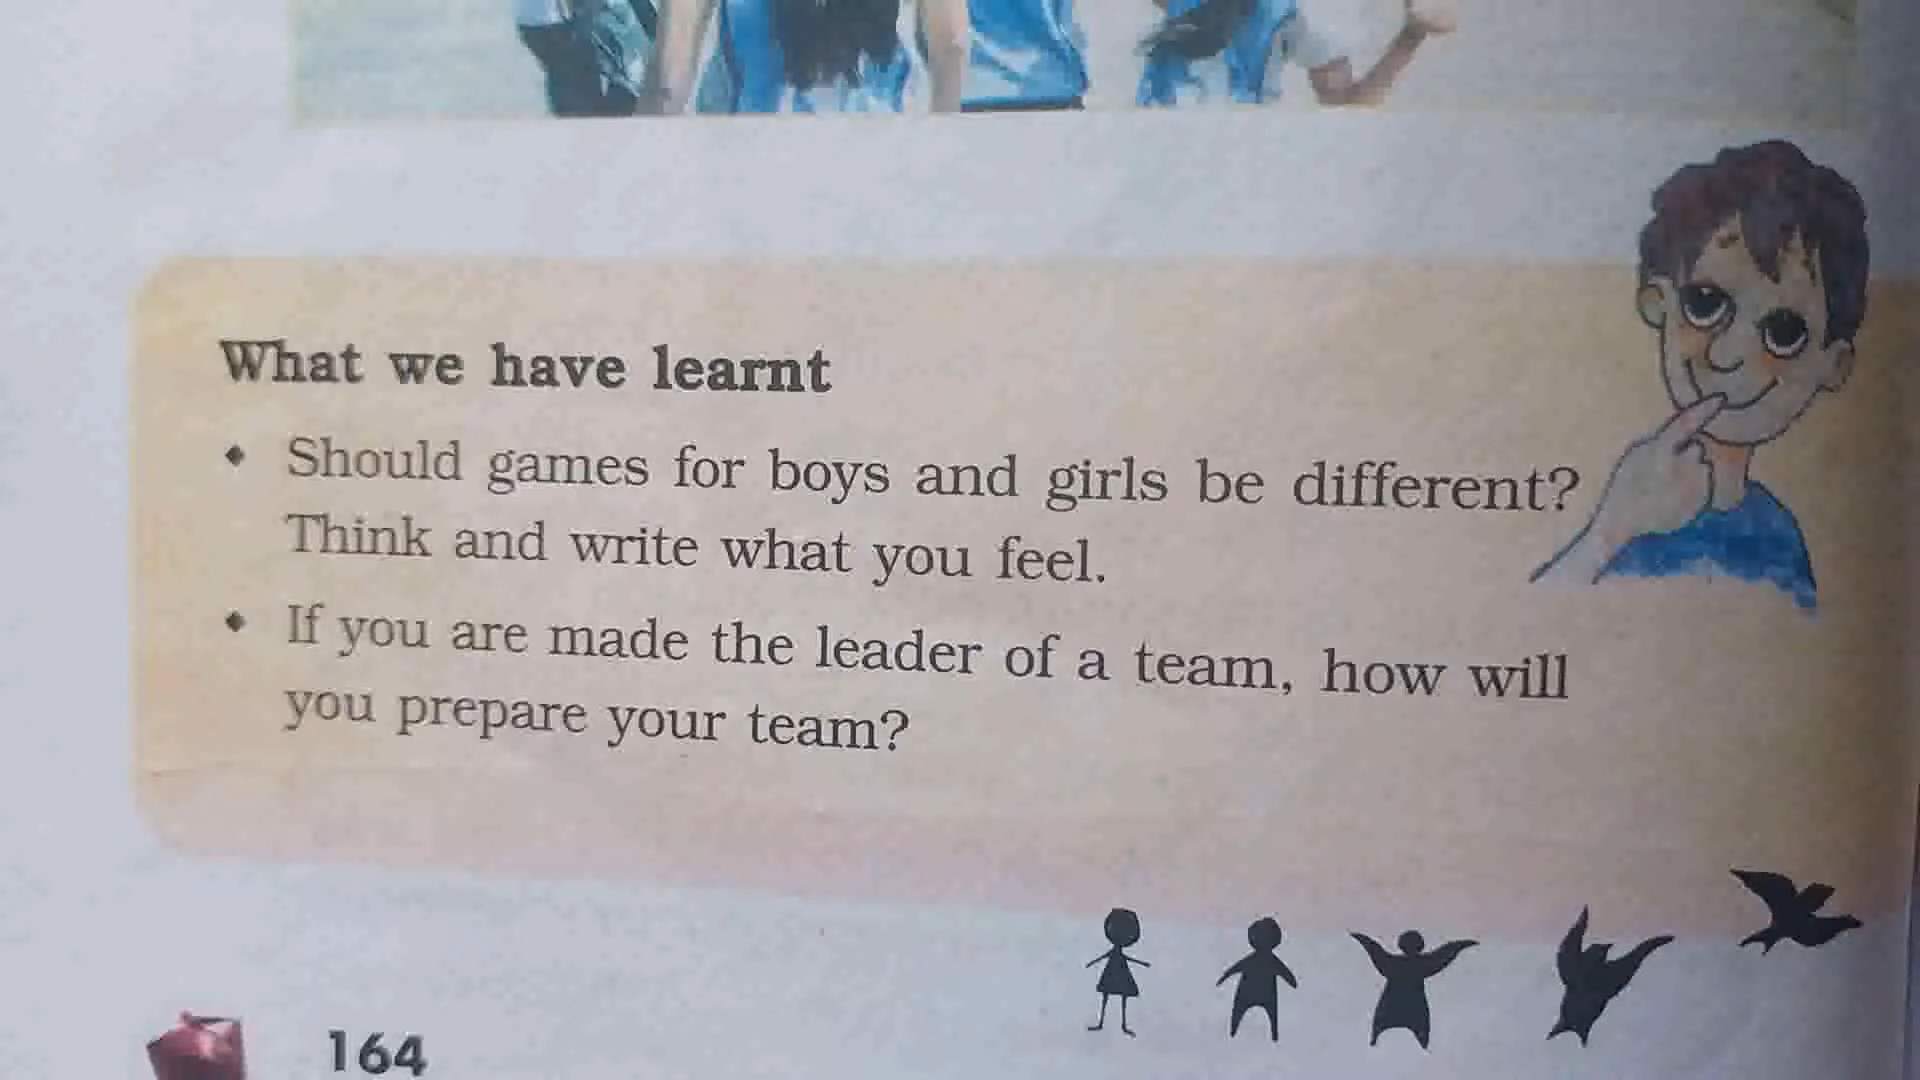 What we have learnt
• Should games for boys and girls be different?
Think and write what you feel.
• If you are made the leader of a team, how will
you prepare your team?
164